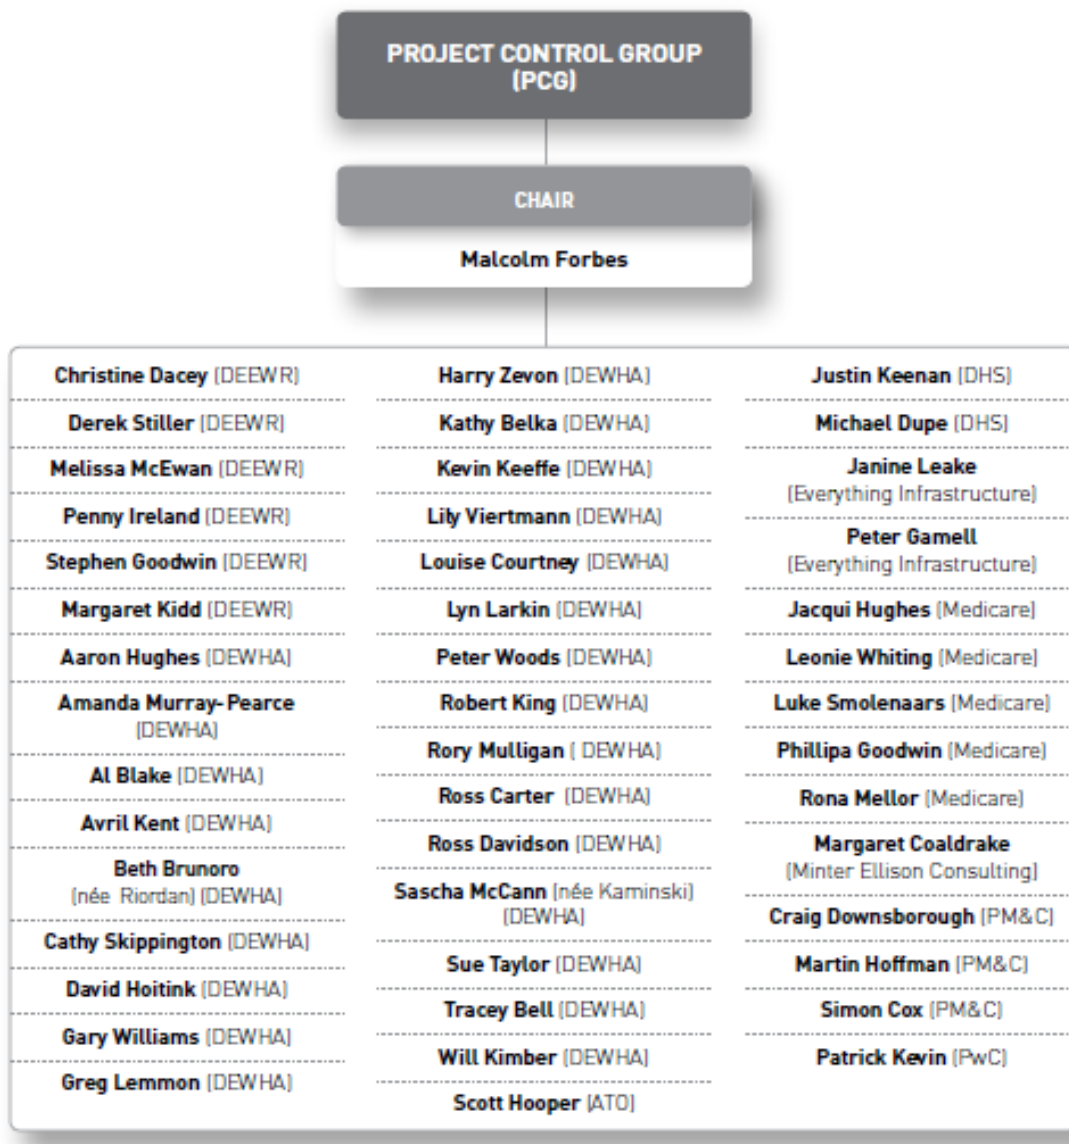 PROJECT CONTROL GROUP
(PCG)
CHAIR
Malcolm Forbes
Christine Dacey (DEEWR)
Derek Stiller (DEEWR)
Melissa McEwan (DEEWR)
Penny Ireland (DEEWR)
Stephen Goodwin (DEEWR)
Margaret Kidd (DEEWR)
Aaron Hughes (DEWHA)
Amanda Murray-Pearce
(DEWHA)
Al Blake (DEWHA)
Avril Kent (DEWHA)
Beth Brunoro
(née Riordan) (DEWHA)
Cathy Skippington (DEWHA)
David Hoitink (DEWHA)
Gary Williams (DEWHA)
Greg Lemmon (DEWHA)
Harry Zevon (DEWHA)
Kathy Belka (DEWHA)
Kevin Keeffe (DEWHA)
Lily Viertmann (DEWHA)
Louise Courtney (DEWHA)
Lyn Larkin (DEWHA)
Peter Woods (DEWHA)
Robert King (DEWHA)
Rory Mulligan ( DEWHA)
Ross Carter (DEWHA)
Ross Davidson (DEWHA)
Sascha McCann (née Kaminski)
(DEWHA)
Sue Taylor (DEWHA)
Tracey Bell (DEWHA)
Will Kimber (DEWHA)
Scott Hooper (ATO)
Justin Keenan (DHS)
Michael Dupe (DHS)
Janine Leake
(Everything Infrastructure)
Peter Gamell
(Everything Infrastructure)
Jacqui Hughes (Medicare)
Leonie Whiting (Medicare)
Luke Smolenaars (Medicare)
Phillipa Goodwin (Medicare)
Rona Mellor (Medicare)
Margaret Coaldrake
(Minter Ellison Consulting)
Craig Downsborough (PM&C)
Martin Hoffman (PM&C)
Simon Cox (PM&C)
Patrick Kevin (PwC)